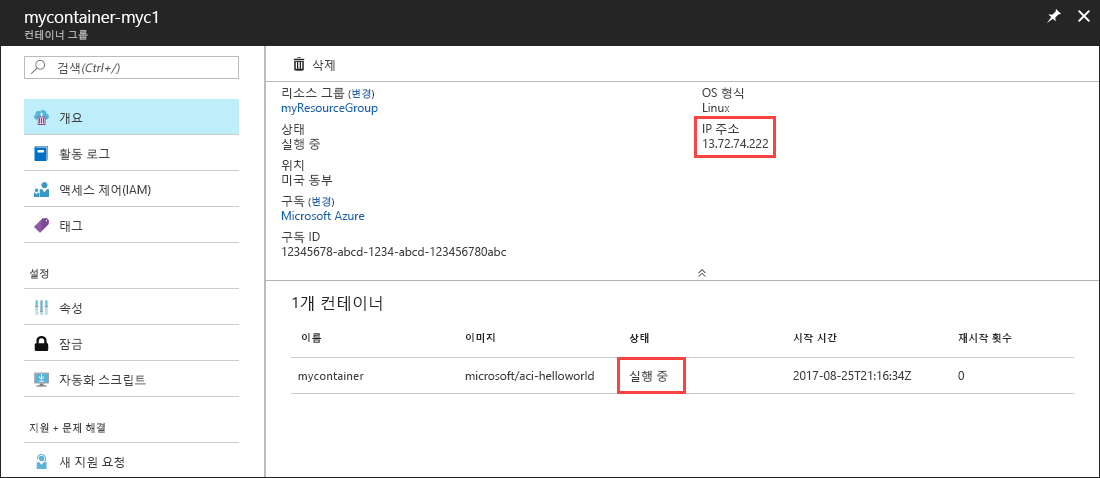 mycontainer-myc1
컨테이너 그룹
검색(Ctrl+/)
개요
활동 로그
액세스 제어(IAM)
태그
설정
속성
잠금
자동화 스크립트
지원 + 문제 해결
새 지원 요청
삭제
리소스 그룹 (변경)
myResourceGroup
상태
실행 중
위치
미국 동부
구독 (변경)
Microsoft Azure
구독 ID
12345678-abcd-1234-abcd-123456780abc
OS 형식
Linux
IP 주소
13.72.74.222
1개 컨테이너
이름 이미지 상태 시작 시간 재시작 횟수
mycontainer microsoft/aci-helloworld 실행 중 2017-08-25T21:16:34Z 0